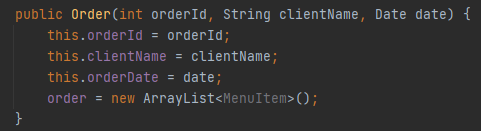 public Order(int orderId, String clientName, Date date) {
    this.orderId = orderId;
    this.clientName = clientName;
    this.orderDate = date;
    order = new ArrayList<MenuItem>();
}